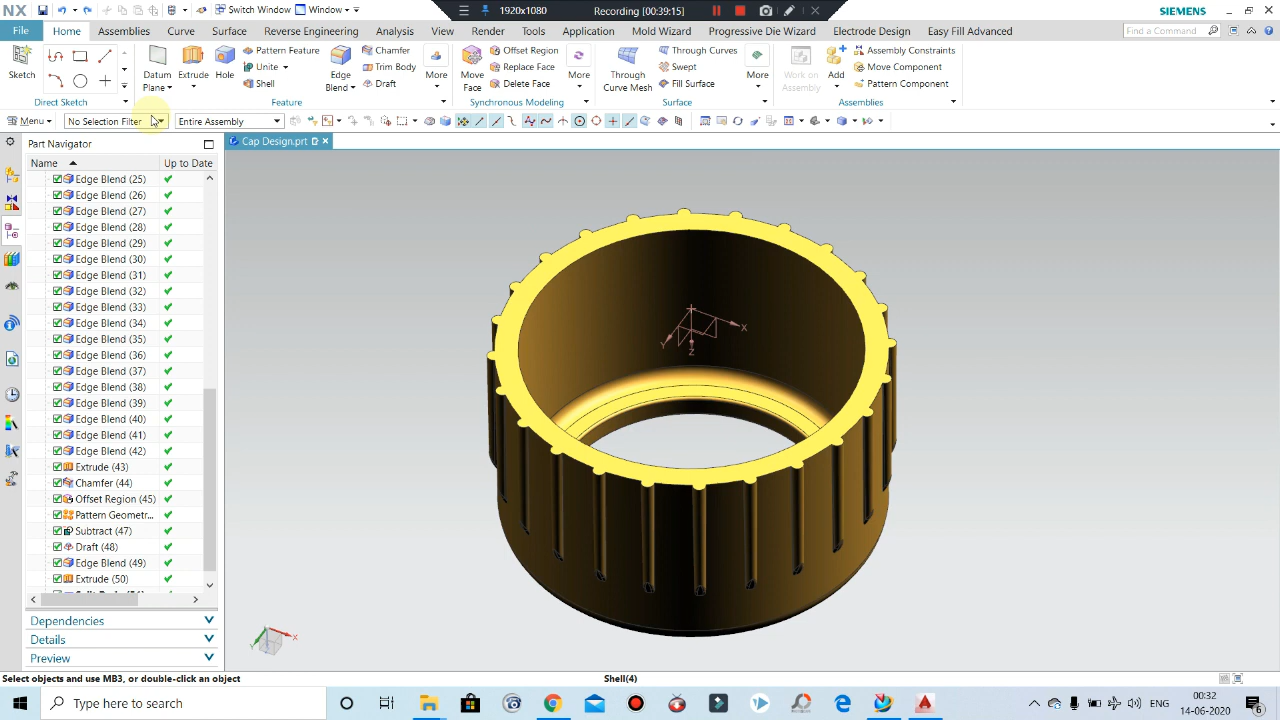 NX Switch Window Window 1920x1080 Recording [00:39:15] SIEMENS
File Home Assemblies Curve Surface Reverse Engineering Analysis View Render Tools Application Mold Wizard Progressive Die Wizard Electrode Design Easy Fill Advanced Find a Command
Sketch Datum Plane Extrude Hole Pattern Feature Unite Shell Edge Blend Chamfer Trim Body Draft More Move Face Offset Region Replace Face Delete Face More Through Curve Mesh Through Curves Swept Fill Surface More Work on Assembly Add Assembly Constraints Move Component Pattern Component
Direct Sketch Feature Synchronous Modeling Surface Assemblies
Menu No Selection Filter Entire Assembly
Part Navigator Cap Design.prt
Name Up to Date
Edge Blend (25)
Edge Blend (26)
Edge Blend (27)
Edge Blend (28)
Edge Blend (29)
Edge Blend (30)
Edge Blend (31)
Edge Blend (32)
Edge Blend (33)
Edge Blend (34)
Edge Blend (35)
Edge Blend (36)
Edge Blend (37)
Edge Blend (38)
Edge Blend (39)
Edge Blend (40)
Edge Blend (41)
Edge Blend (42)
Extrude (43)
Chamfer (44)
Offset Region (45)
Pattern Geometr...
Subtract (47)
Draft (48)
Edge Blend (49)
Extrude (50)
Dependencies
Details
Preview
X
Y
Z
X
Y
Select objects and use MB3, or double-click an object Shell(4)
Type here to search ENG 00:32
14-06-2020 6